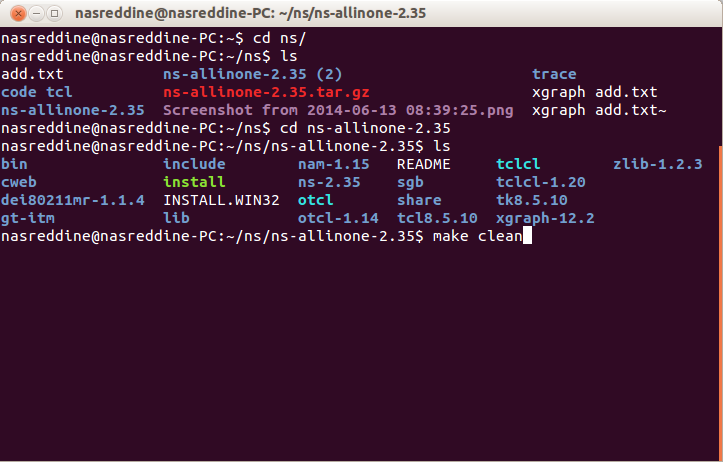 nasreddine@nasreddine-PC: ~/ns/ns-allinone-2.35
nasreddine@nasreddine-PC:~$ cd ns/
nasreddine@nasreddine-PC:~/ns$ ls
add.txt ns-allinone-2.35 (2) trace
code tcl ns-allinone-2.35.tar.gz xgraph add.txt
ns-allinone-2.35 Screenshot from 2014-06-13 08:39:25.png xgraph add.txt~
nasreddine@nasreddine-PC:~/ns$ cd ns-allinone-2.35
nasreddine@nasreddine-PC:~/ns/ns-allinone-2.35$ ls
bin include nam-1.15 README tclcl zlib-1.2.3
cweb install ns-2.35 sgb tclcl-1.20
dei80211mr-1.1.4 INSTALL.WIN32 otcl share tk8.5.10
gt-itm lib otcl-1.14 tcl8.5.10 xgraph-12.2
nasreddine@nasreddine-PC:~/ns/ns-allinone-2.35$ make clean